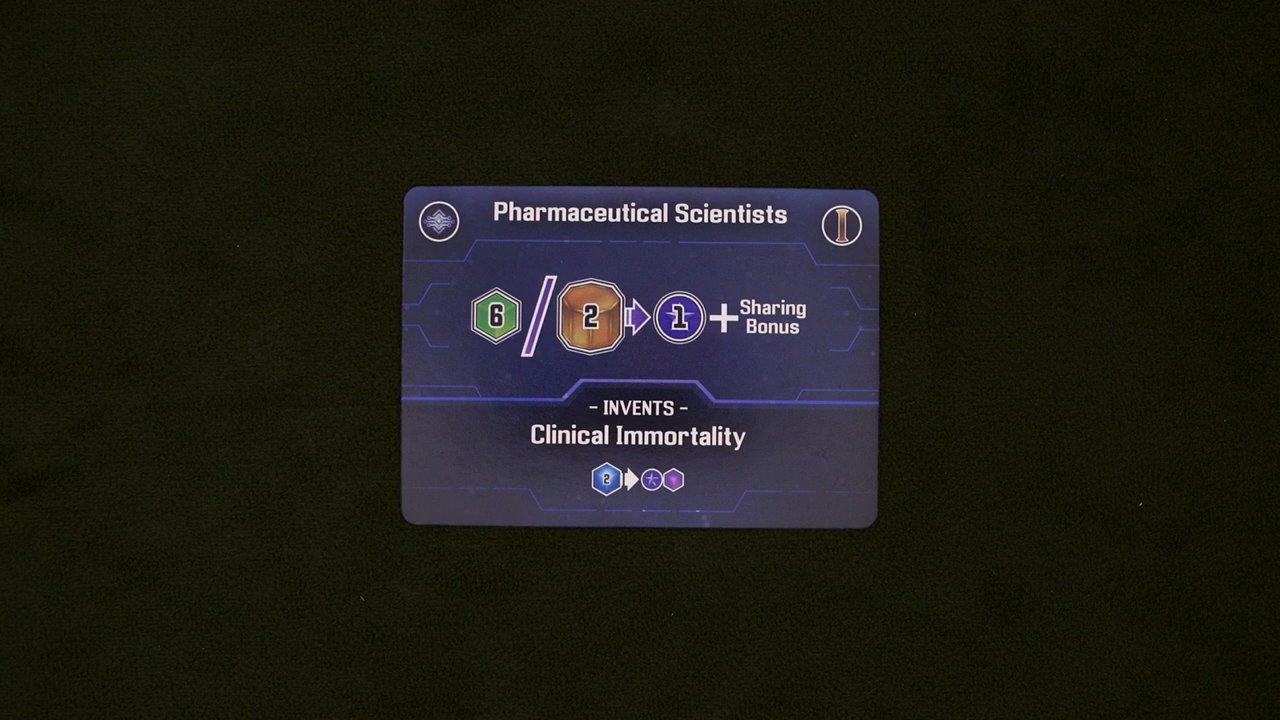 Pharmaceutical Scientists
I
6 / 2 1 + Sharing
Bonus
- INVENTS -
Clinical Immortality
2